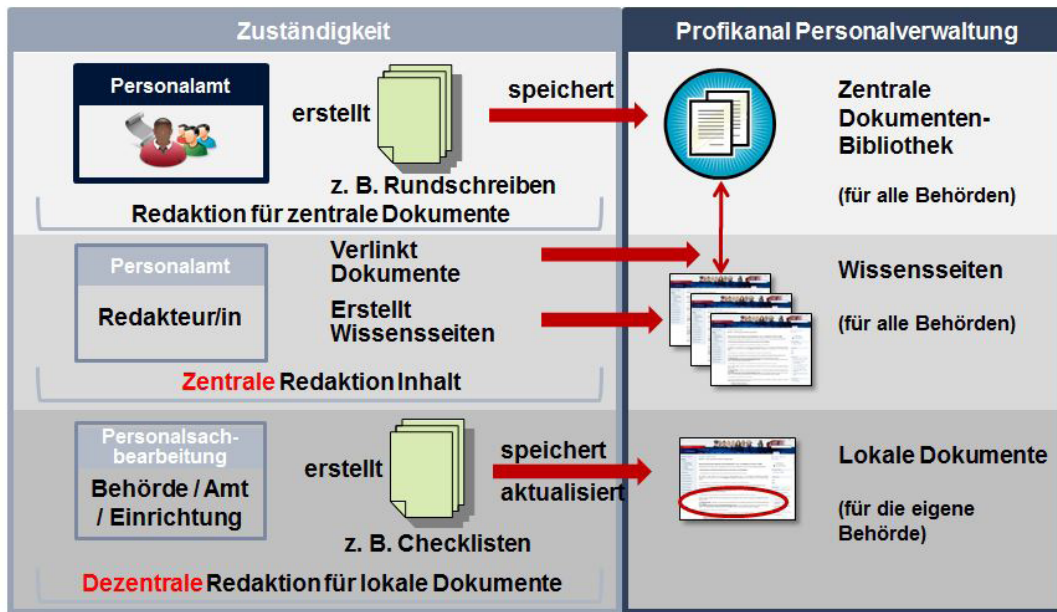 Zuständigkeit
Profikanal Personalverwaltung
Personalamt
erstellt
speichert
z. B. Rundschreiben
Redaktion für zentrale Dokumente
Zentrale
Dokumenten-
Bibliothek
(für alle Behörden)
Personalamt
Redakteur/in
Verlinkt
Dokumente
Erstellt
Wissensseiten
Zentrale Redaktion Inhalt
Wissensseiten
(für alle Behörden)
Personalsach-
bearbeitung
Behörde / Amt
/ Einrichtung
erstellt
speichert
aktualisiert
z. B. Checklisten
Dezentrale Redaktion für lokale Dokumente
Lokale Dokumente
(für die eigene
Behörde)